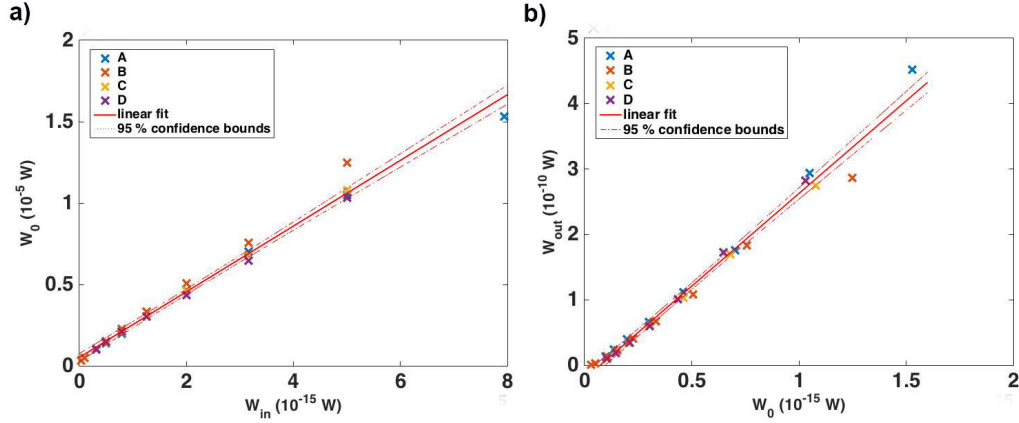 a)
2
1.5
1
0.5
0
W0 (10-5 W)
A
B
C
D
linear fit
95 % confidence bounds
0
2
4
6
8
Win (10-15 W)
b)
5
4
3
2
1
0
Wout (10-10 W)
A
B
C
D
linear fit
95 % confidence bounds
0
0.5
1
1.5
2
W0 (10-15 W)